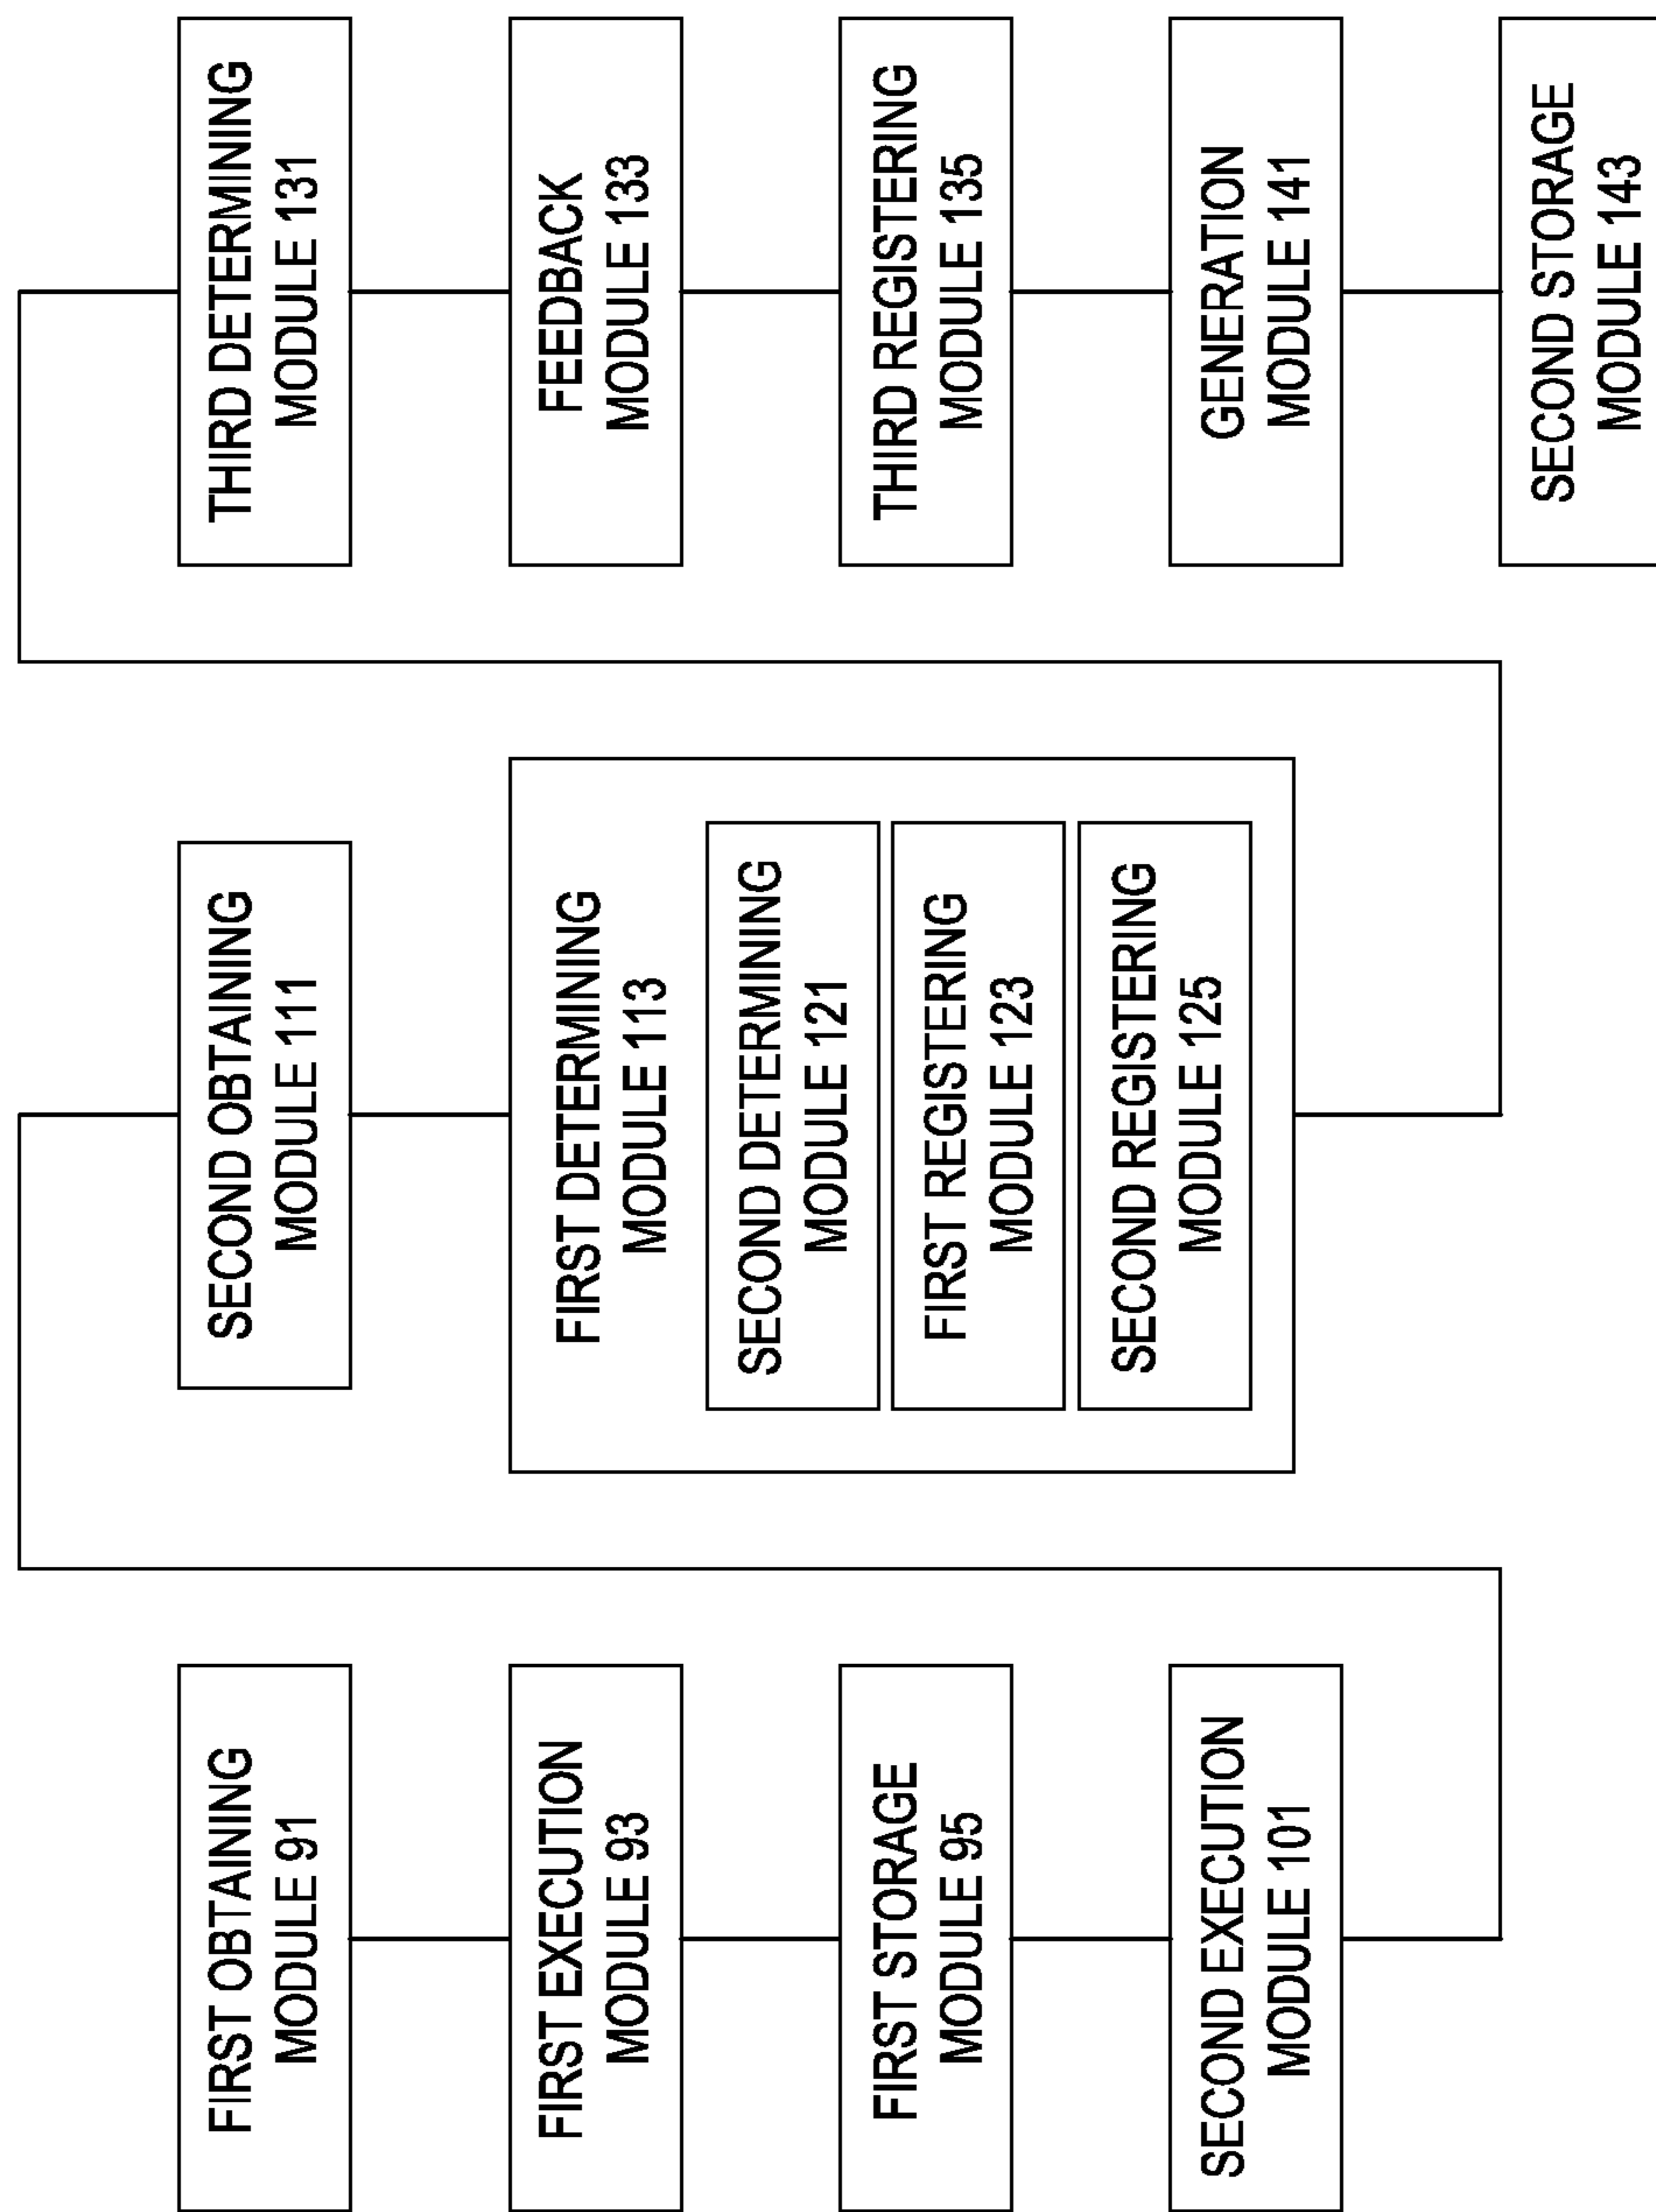 FIRST OBTAINING
MODULE 91
FIRST EXECUTION
MODULE 93
FIRST STORAGE
MODULE 95
SECOND EXECUTION
MODULE 101
SECOND OBTAINING
MODULE 111
FIRST DETERMINING
MODULE 113
SECOND DETERMINING
MODULE 121
FIRST REGISTERING
MODULE 123
SECOND REGISTERING
MODULE 125
THIRD DETERMINING
MODULE 131
FEEDBACK
MODULE 133
THIRD REGISTERING
MODULE 135
GENERATION
MODULE 141
SECOND STORAGE
MODULE 143